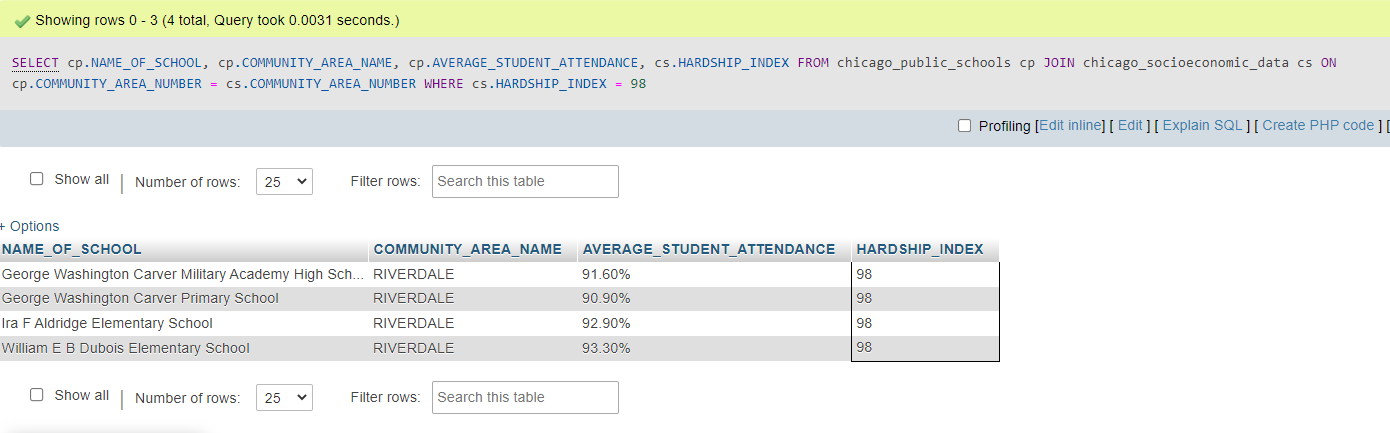 Showing rows 0 - 3 (4 total, Query took 0.0031 seconds.)
SELECT cp.NAME_OF_SCHOOL, cp.COMMUNITY_AREA_NAME, cp.AVERAGE_STUDENT_ATTENDANCE, cs.HARDSHIP_INDEX FROM chicago_public_schools cp JOIN chicago_socioeconomic_data cs ON
cp.COMMUNITY_AREA_NUMBER = cs.COMMUNITY_AREA_NUMBER WHERE cs.HARDSHIP_INDEX = 98
Profiling [Edit inline] [ Edit ] [ Explain SQL ] [ Create PHP code ] [
Show all | Number of rows: 25 Filter rows: Search this table
+ Options
NAME_OF_SCHOOL COMMUNITY_AREA_NAME AVERAGE_STUDENT_ATTENDANCE HARDSHIP_INDEX
George Washington Carver Military Academy High Sch... RIVERDALE 91.60% 98
George Washington Carver Primary School RIVERDALE 90.90% 98
Ira F Aldridge Elementary School RIVERDALE 92.90% 98
William E B Dubois Elementary School RIVERDALE 93.30% 98
Show all | Number of rows: 25 Filter rows: Search this table